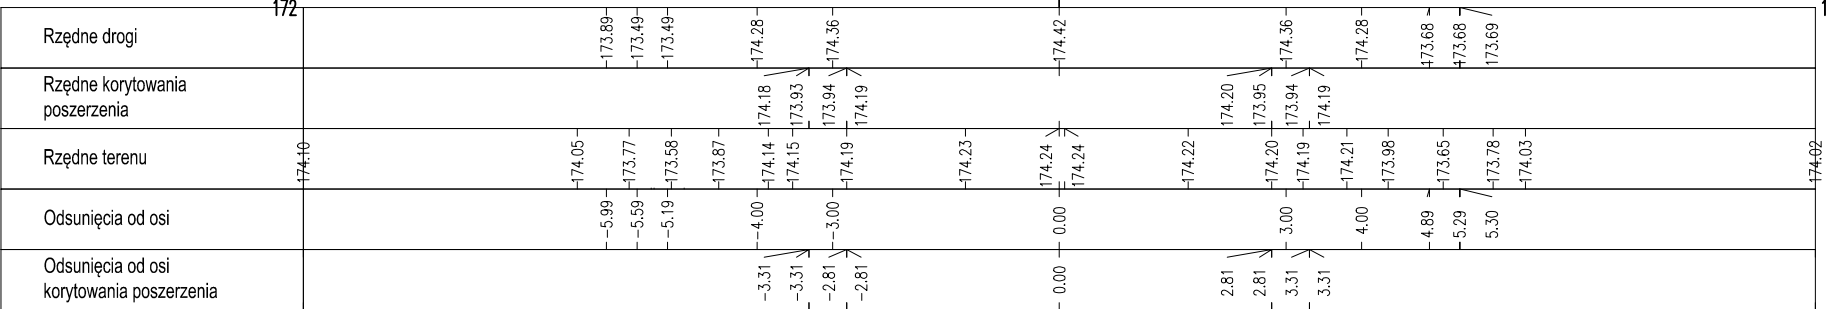 172
Rzędne drogi 173.89 173.49 173.49 174.28 174.36 174.42 174.36 174.28 173.68 173.68 173.69
Rzędne korytowania
poszerzenia 174.18 173.93 173.94 174.19 174.20 173.95 173.94 174.19
Rzędne terenu 174.10 174.05 173.77 173.58 173.87 174.14 174.15 174.19 174.23 174.24 174.24 174.22 174.20 174.19 174.21 173.98 173.65 173.78 174.03 174.02
Odsunięcia od osi -5.99 -5.59 -5.19 -4.00 -3.00 0.00 3.00 4.00 4.89 5.29 5.30
Odsunięcia od osi
korytowania poszerzenia -3.31 -3.31 -2.81 -2.81 0.00 2.81 2.81 3.31 3.31